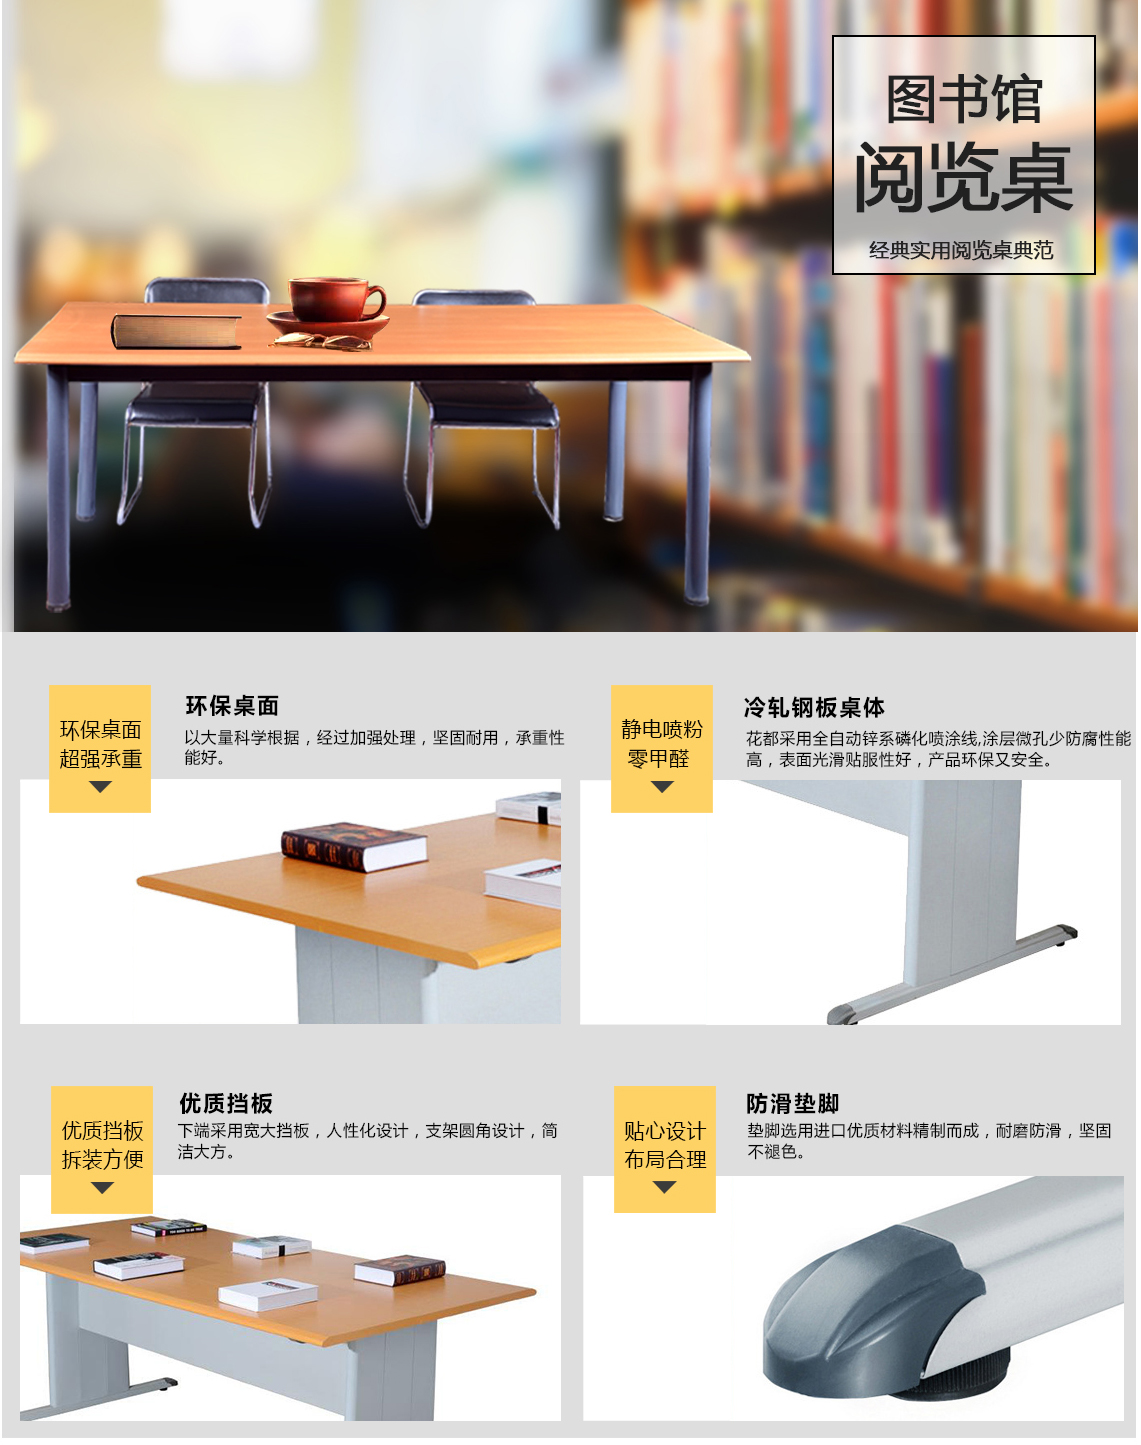 图书馆
阅览桌
经典实用阅览桌典范
环保桌面
超强承重
环保桌面
以大量科学根据，经过加强处理，坚固耐用，承重性
能好。
静电喷粉
零甲醛
冷轧钢板桌体
花都采用全自动锌系磷化喷涂线,涂层微孔少防腐性能
高，表面光滑贴服性好，产品环保又安全。
优质挡板
拆装方便
优质挡板
下端采用宽大挡板，人性化设计，支架圆角设计，简
洁大方。
贴心设计
布局合理
防滑垫脚
垫脚选用进口优质材料精制而成，耐磨防滑，坚固
不褪色。